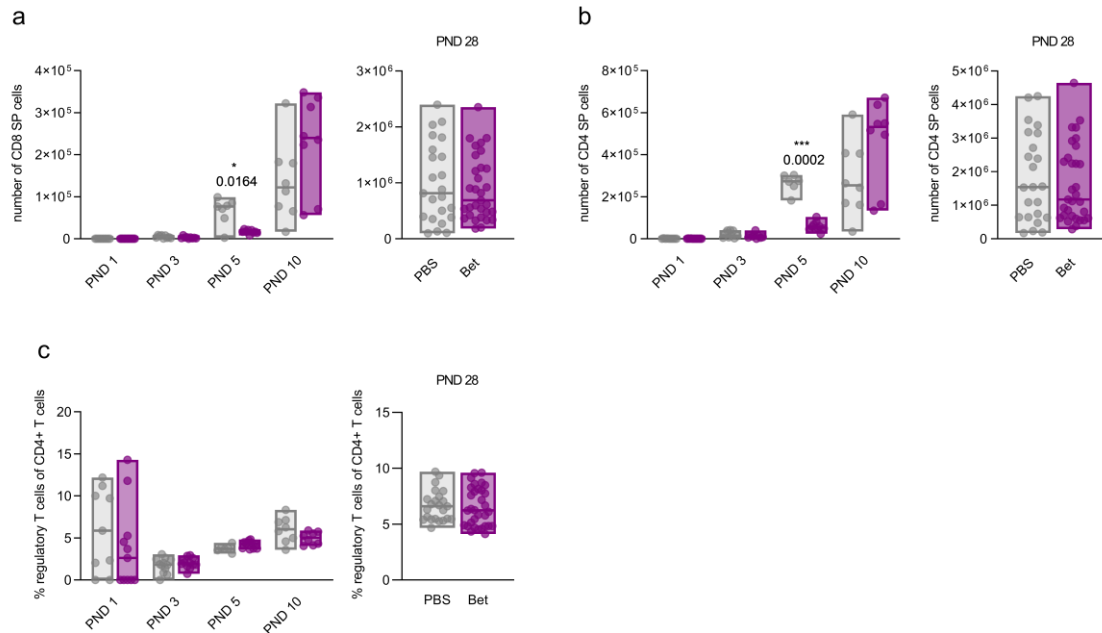 a
PND 28
number of CD8 SP cells
4×10⁵
3×10⁵
2×10⁵
1×10⁵
0
*
0.0164
PND 1
PND 3
PND 5
PND 10
3×10⁶
2×10⁶
1×10⁶
0
PBS
Bet
b
PND 28
number of CD4 SP cells
8×10⁵
6×10⁵
4×10⁵
2×10⁵
0
***
0.0002
PND 1
PND 3
PND 5
PND 10
number of CD4 SP cells
5×10⁶
4×10⁶
3×10⁶
2×10⁶
1×10⁶
0
PBS
Bet
c
PND 28
% regulatory T cells of CD4+ T cells
20
15
10
5
0
PND 1
PND 3
PND 5
PND 10
% regulatory T cells of CD4+ T cells
15
10
5
0
PBS
Bet